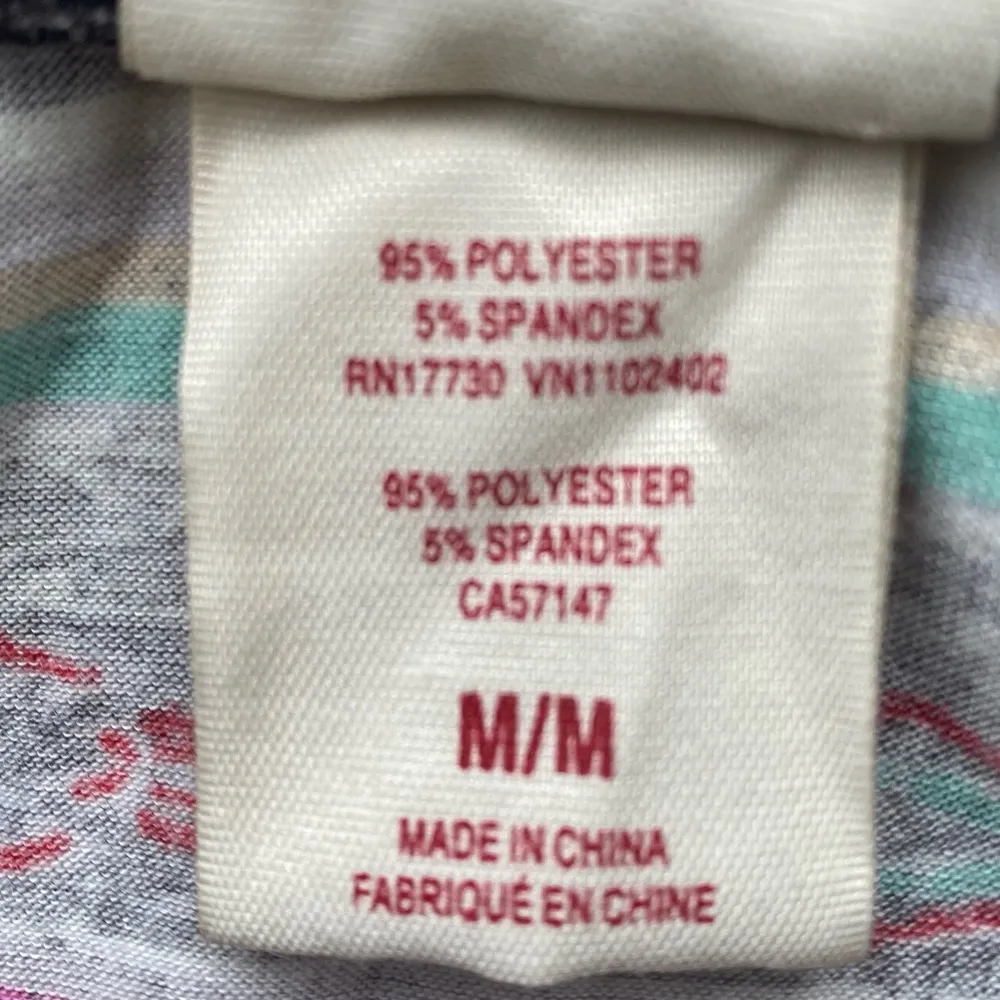 95% POLYESTER
5% SPANDEX
RN17730 VN1102402
95% POLYESTER
5% SPANDEX
CA57147
M/M
MADE IN CHINA
FABRIQUÉ EN CHINE